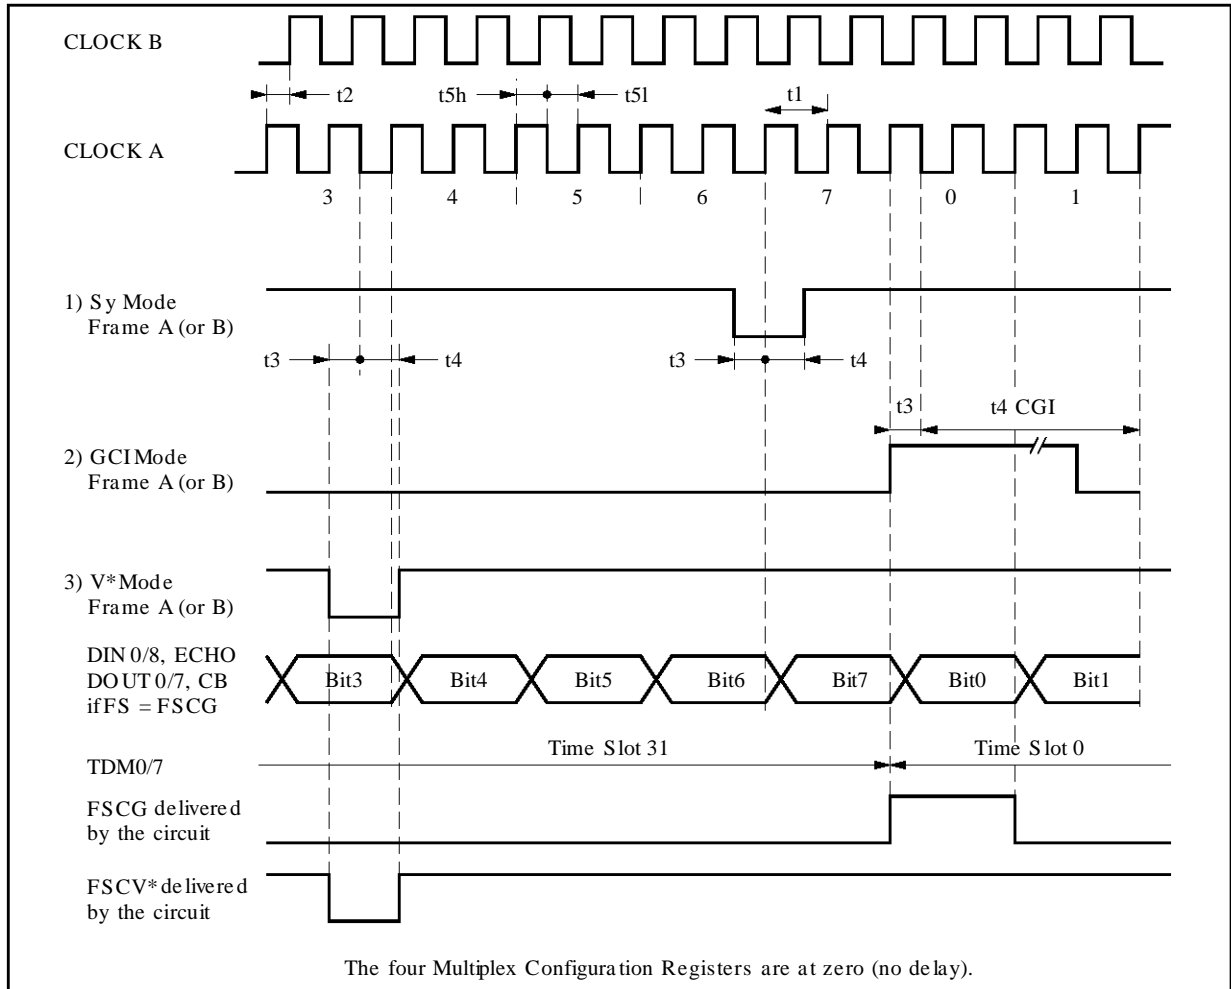 CLOCK B
t2
t5h
t5l
t1
CLOCK A
3 4 5 6 7 0 1
1) Sy Mode
Frame A (or B)
t3 t4 t3 t4
t3 t4 CGI
2) GCI Mode
Frame A (or B)
3) V* Mode
Frame A (or B)
DIN 0/8, ECHO
DOUT 0/7, CB
if FS = FSCG
Bit3 Bit4 Bit5 Bit6 Bit7 Bit0 Bit1
Time Slot 31 Time Slot 0
TDM0/7
FSCG delivered
by the circuit
FSCV* delivered
by the circuit
The four Multiplex Configuration Registers are at zero (no delay).